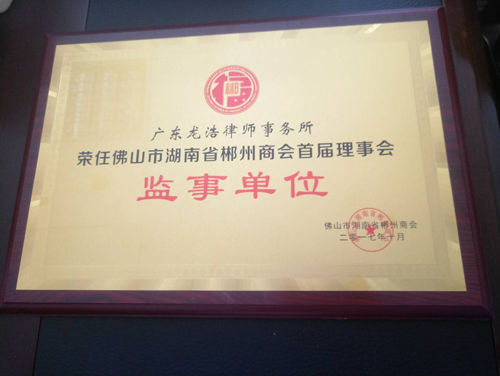 郴
广东龙浩律师事务所
荣任佛山市湖南省郴州商会首届理事会
监事单位
佛山市湖南省郴州商会
二〇一七年十月